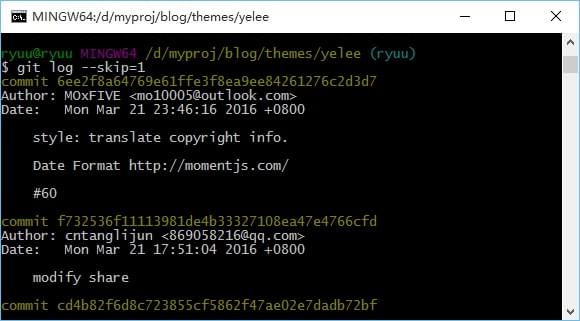 MINGW64:/d/myproj/blog/themes/yelee
ryuu@ryuu MINGW64 /d/myproj/blog/themes/yelee (ryuu)
$ git log --skip=1
commit 6ee2f8a64769e61ffe3f8ea9ee84261276c2d3d7
Author: MOxFIVE <mo10005@outlook.com>
Date:   Mon Mar 21 23:46:16 2016 +0800
style: translate copyright info.
Date Format http://momentjs.com/
#60
commit f732536f11113981de4b33327108ea47e4766cfd
Author: cntanglijun <869058216@qq.com>
Date:   Mon Mar 21 17:51:04 2016 +0800
modify share
commit cd4b82f6d8c723855cf5862f47ae02e7dadb72bf